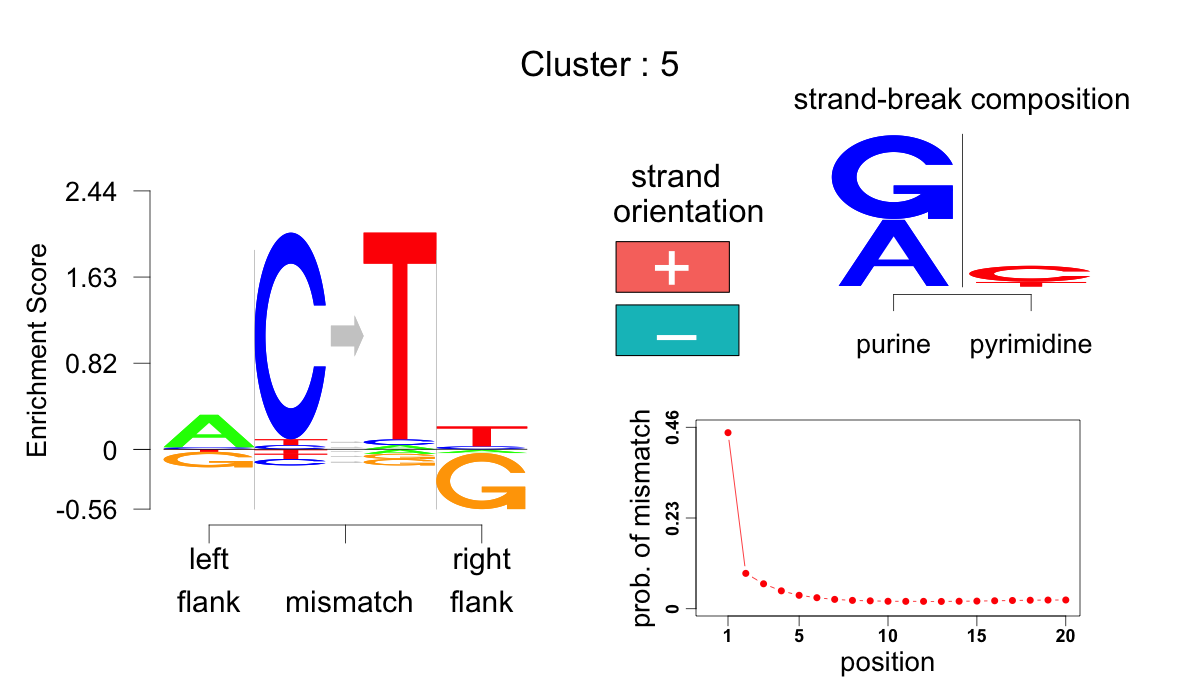 Cluster : 5
strand-break composition
G
A
C
T
purine
pyrimidine
strand
orientation
+
−
Enrichment Score
2.44
1.63
0.82
0
-0.56
A
G
C
T
T
G
left
flank
mismatch
right
flank
prob. of mismatch
0.46
0.23
0
1
5
10
15
20
position